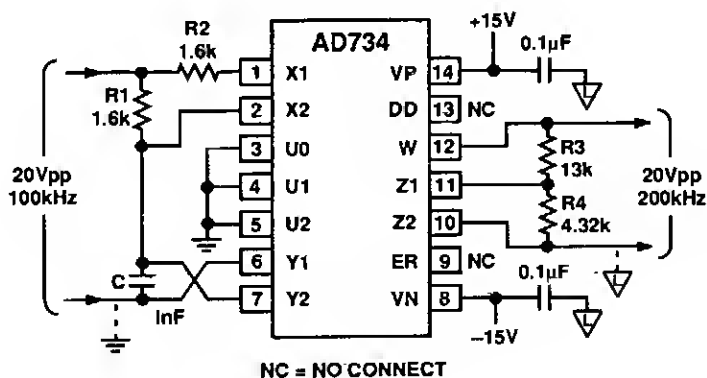 R2
1.6k
R1
1.6k
20Vpp
100kHz
C
InF
AD734
1 X1
2 X2
3 U0
4 U1
5 U2
6 Y1
7 Y2
VP 14
DD 13 NC
W 12
Z1 11
Z2 10
ER 9 NC
VN 8
+15V
0.1µF
L
R3
13k
R4
4.32k
20Vpp
200kHz
L
0.1µF
L
–15V
NC = NO CONNECT